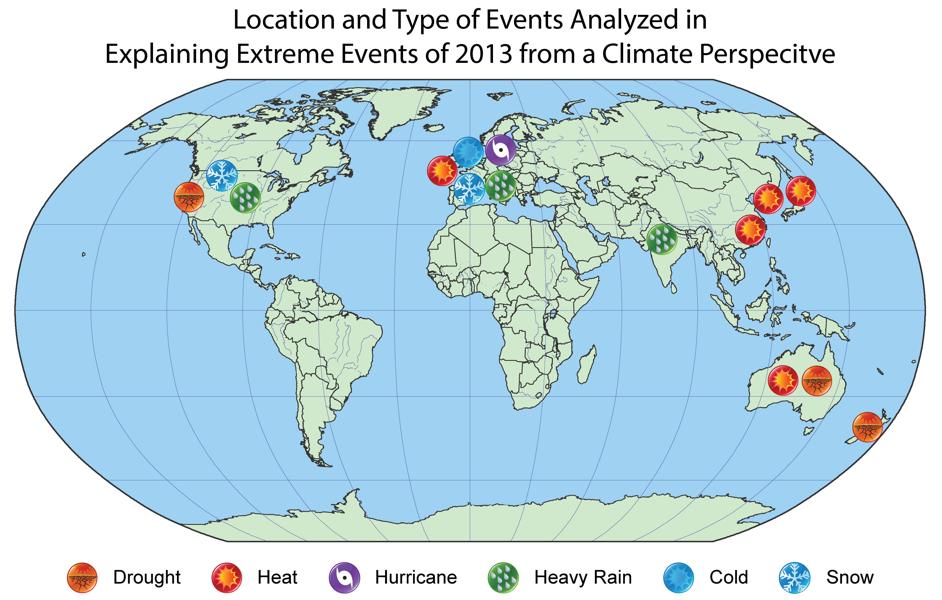 Location and Type of Events Analyzed in
Explaining Extreme Events of 2013 from a Climate Perspecitve
Drought Heat Hurricane Heavy Rain Cold Snow